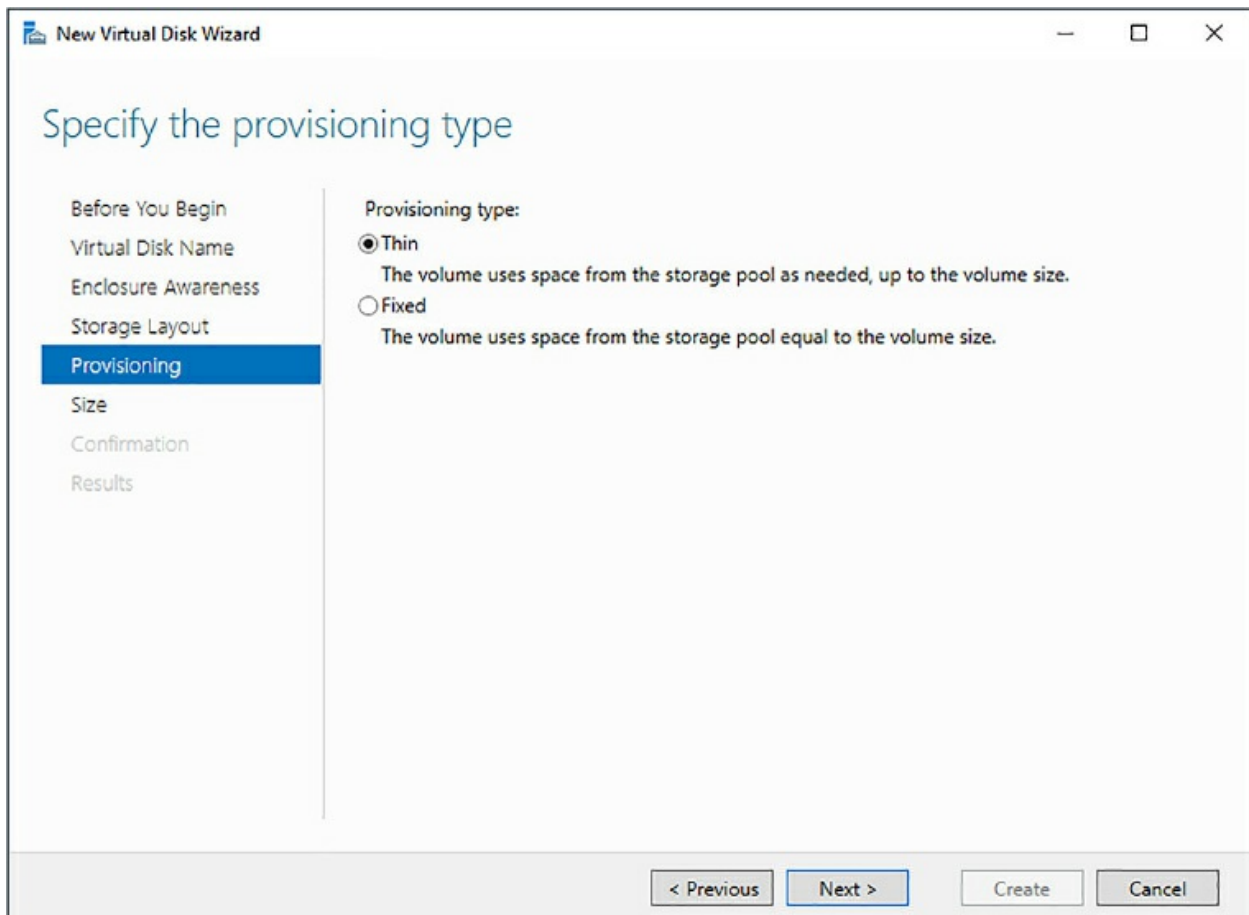 New Virtual Disk Wizard
Specify the provisioning type
Before You Begin
Virtual Disk Name
Enclosure Awareness
Storage Layout
Provisioning
Size
Confirmation
Results
Provisioning type:
Thin
The volume uses space from the storage pool as needed, up to the volume size.
Fixed
The volume uses space from the storage pool equal to the volume size.
< Previous
Next >
Create
Cancel